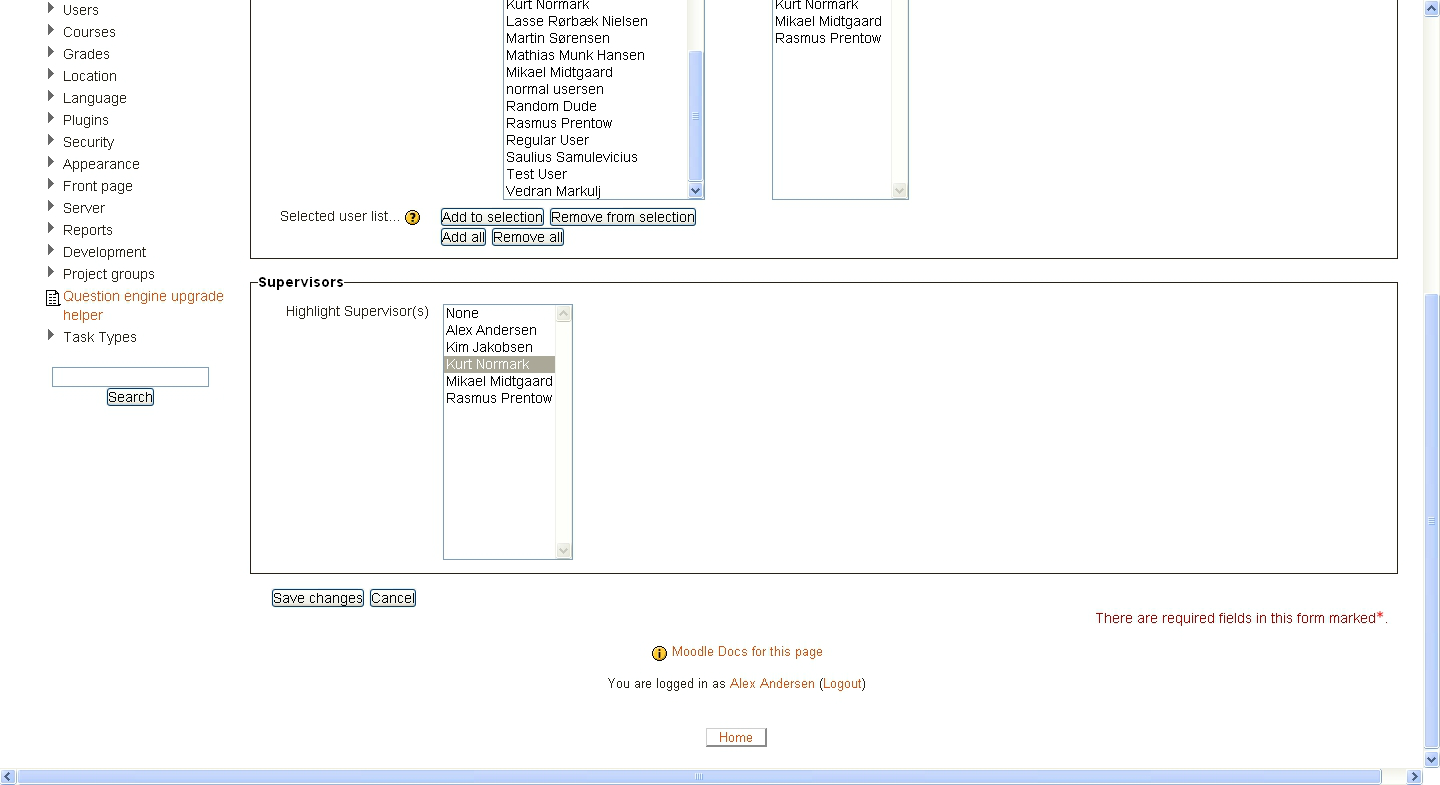 Users
Courses
Grades
Location
Language
Plugins
Security
Appearance
Front page
Server
Reports
Development
Project groups
Question engine upgrade
helper
Task Types
Search
Kurt Normark
Lasse Rørbæk Nielsen
Martin Sørensen
Mathias Munk Hansen
Mikael Midtgaard
normal usersen
Random Dude
Rasmus Prentow
Regular User
Saulius Samulevicius
Test User
Vedran Markulj
Kurt Normark
Mikael Midtgaard
Rasmus Prentow
Selected user list... ?
Add to selection Remove from selection
Add all Remove all
Supervisors
Highlight Supervisor(s)
None
Alex Andersen
Kim Jakobsen
Kurt Normark
Mikael Midtgaard
Rasmus Prentow
Save changes Cancel
There are required fields in this form marked*.
Moodle Docs for this page
You are logged in as Alex Andersen (Logout)
Home